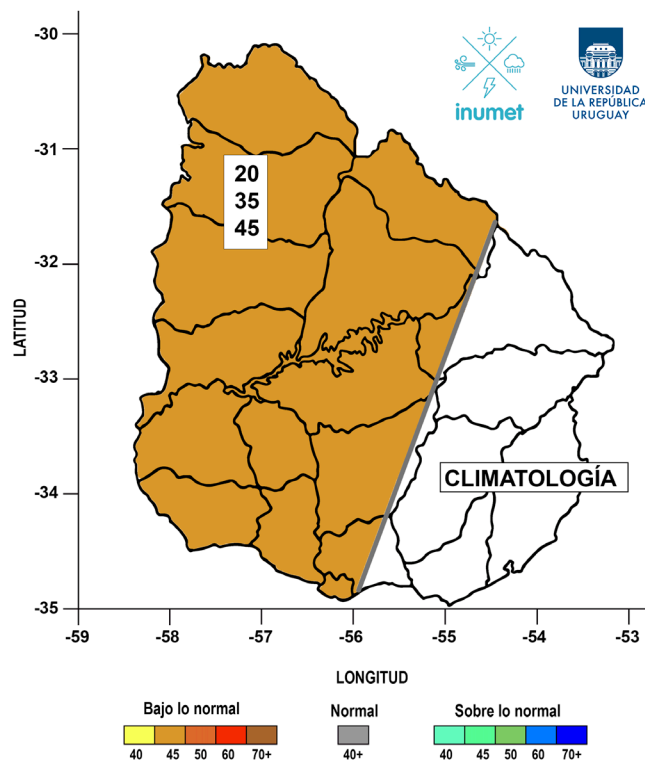 inumet
UNIVERSIDAD
DE LA REPÚBLICA
URUGUAY
LATITUD
-30
-31
-32
-33
-34
-35
20
35
45
CLIMATOLOGÍA
-59 -58 -57 -56 -55 -54 -53
LONGITUD
Bajo lo normal Normal Sobre lo normal
40 45 50 60 70+ 40+ 40 45 50 60 70+